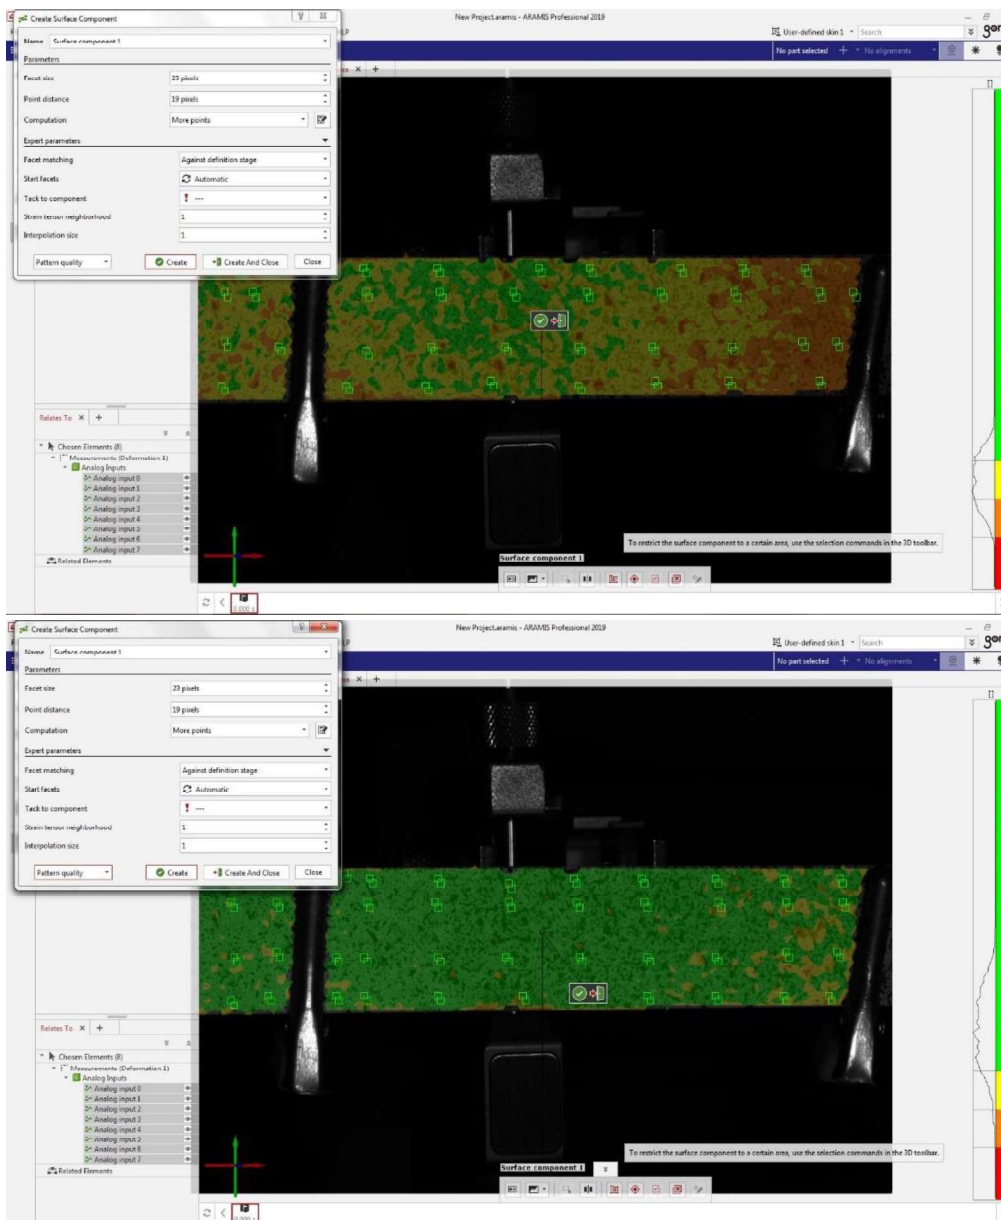 Create Surface Component
New Project.aramis - ARAMIS Professional 2019
Name Surface component 1
User-defined skin 1 Search
No part selected No alignments
Parameters
Facet size 23 pixels
Point distance 19 pixels
Computation More points
Expert parameters
Facet matching Against definition stage
Start facets Automatic
Tack to component ---
Strain tensor neighborhood 1
Interpolation size 1
Pattern quality Create Create And Close Close
Relates To
Chosen Elements (8)
Measurements (Deformation 1)
Analog Inputs
Analog input 0
Analog input 1
Analog input 2
Analog input 3
Analog input 4
Analog input 5
Analog input 6
Analog input 7
Related Elements
To restrict the surface component to a certain area, use the selection commands in the 3D toolbar.
Surface component 1
0.000 s
Create Surface Component
New Project.aramis - ARAMIS Professional 2019
Name Surface component 1
User-defined skin 1 Search
No part selected No alignments
Parameters
Facet size 23 pixels
Point distance 19 pixels
Computation More points
Expert parameters
Facet matching Against definition stage
Start facets Automatic
Tack to component ---
Strain tensor neighborhood 1
Interpolation size 1
Pattern quality Create Create And Close Close
Relates To
Chosen Elements (8)
Measurements (Deformation 1)
Analog Inputs
Analog input 0
Analog input 1
Analog input 2
Analog input 3
Analog input 4
Analog input 5
Analog input 6
Analog input 7
Related Elements
To restrict the surface component to a certain area, use the selection commands in the 3D toolbar.
Surface component 1
0.000 s